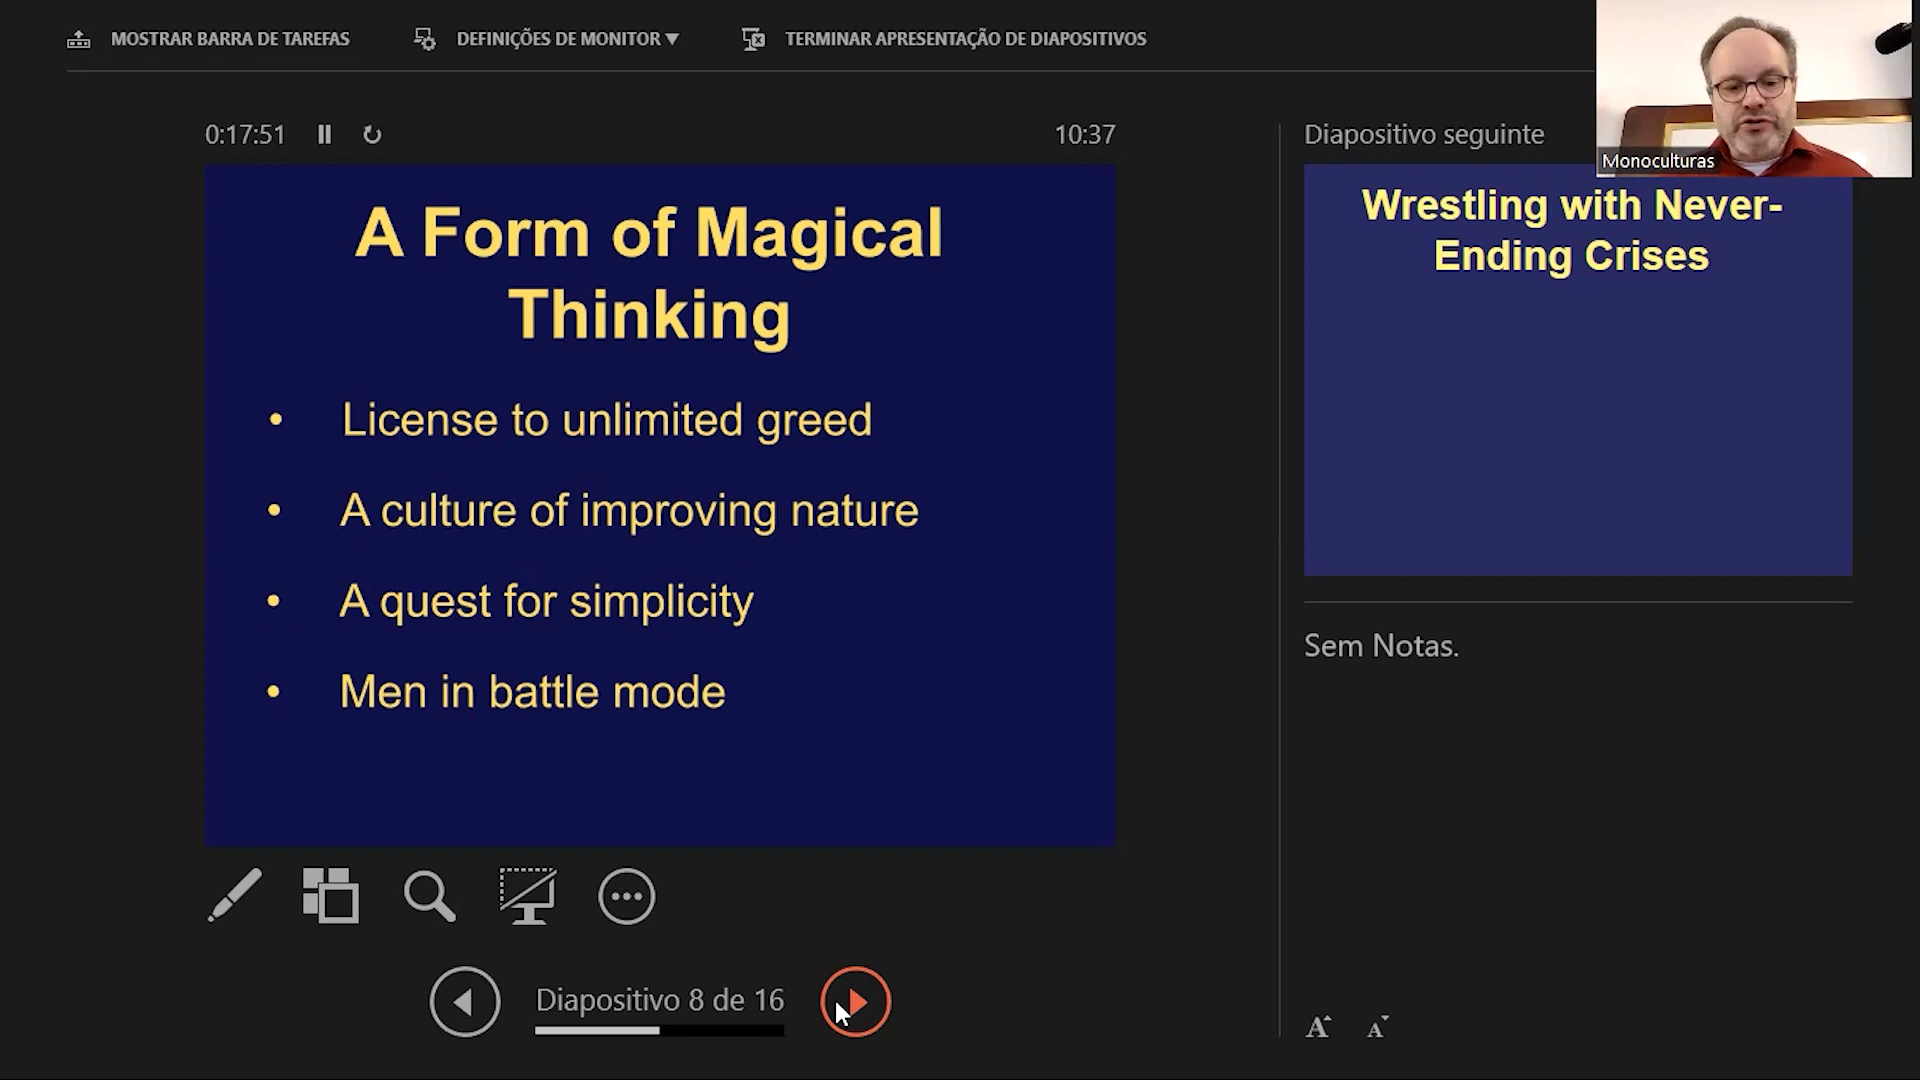 MOSTRAR BARRA DE TAREFAS
DEFINIÇÕES DE MONITOR
TERMINAR APRESENTAÇÃO DE DIAPOSITIVOS
0:17:51
10:37
A Form of Magical
Thinking
• License to unlimited greed
• A culture of improving nature
• A quest for simplicity
• Men in battle mode
Diapositivo 8 de 16
Diapositivo seguinte
Monoculturas
Wrestling with Never-
Ending Crises
Sem Notas.
A A